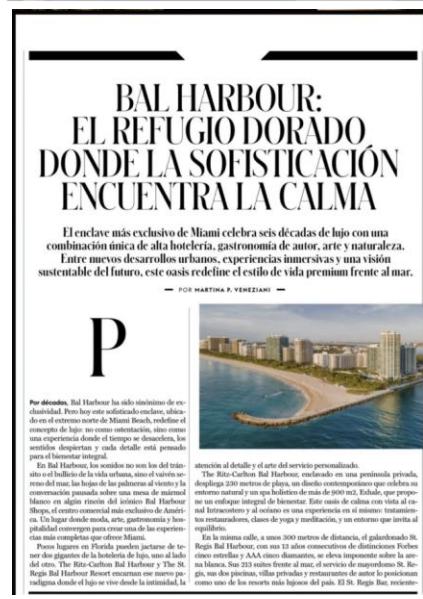 BAL HARBOUR:
EL REFUGIO DORADO
DONDE LA SOFISTICACIÓN
ENCUENTRA LA CALMA
El enclave más exclusivo de Miami celebra seis décadas de lujo con una
combinación única de alta hotelería, gastronomía de autor, arte y naturaleza.
Entre nuevos desarrollos urbanos, experiencias inmersivas y una visión
sustentable del futuro, este oasis redefine el estilo de vida premium frente al mar.
— POR MARTINA P. VENEZIANI —
P
Por décadas, Bal Harbour ha sido sinónimo de ex-
clusividad. Pero hoy este sofisticado enclave, ubica-
do en el extremo norte de Miami Beach, redefine el
concepto de lujo: no como ostentación, sino como
una experiencia donde el tiempo se desacelera, los
sentidos despiertan y cada detalle está pensado
para el bienestar integral.
En Bal Harbour, los sonidos no son los del tránsi-
to o el bullicio de la vida urbana, sino el vaivén se-
reno del mar, las hojas de las palmeras al viento y la
conversación pausada sobre una mesa de mármol
blanco en algún rincón del icónico Bal Harbour
Shops, el centro comercial más exclusivo de Améri-
ca. Un lugar donde moda, arte, gastronomía y hos-
pitalidad convergen para crear una de las experien-
cias más completas que ofrece Miami.
Pocos lugares en Florida pueden jactarse de te-
ner dos gigantes de la hotelería de lujo, uno al lado
del otro. The Ritz-Carlton Bal Harbour y The St.
Regis Bal Harbour Resort encarnan ese nuevo pa-
radigma donde el lujo se vive desde la intimidad, la
atención al detalle y el arte del servicio personalizado.
The Ritz-Carlton Bal Harbour, enclavado en una península privada,
despliega 230 metros de playa, un diseño contemporáneo que celebra su
entorno natural y un spa holístico de más de 900 m2, Exhale, que propo-
ne un enfoque integral de bienestar. Este oasis de calma con vista al ca-
nal Intracostero y al océano es una experiencia en sí mismo: tratamien-
tos restauradores, clases de yoga y meditación, y un entorno que invita al
equilibrio.
En la misma calle, a unos 300 metros de distancia, el galardonado St.
Regis Bal Harbour, con sus 13 años consecutivos de distinciones Forbes
cinco estrellas y AAA cinco diamantes, se eleva imponente sobre la are-
na blanca. Sus 213 suites frente al mar, el servicio de mayordomo St. Re-
gis, sus dos piscinas, villas privadas y restaurantes de autor lo posicionan
como uno de los resorts más lujosos del país. El St. Regis Bar, reciente-